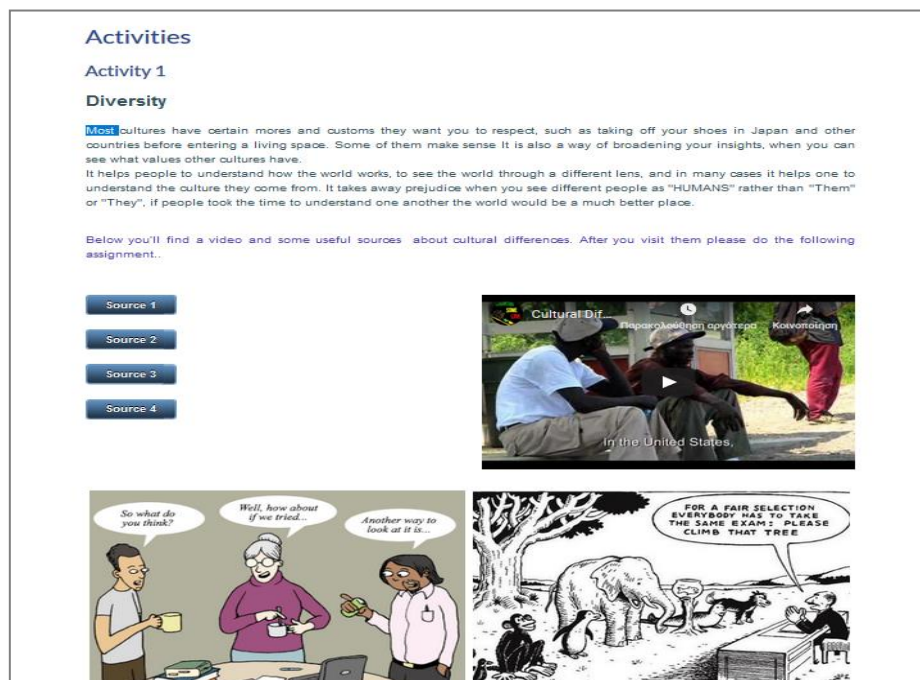 Activities
Activity 1
Diversity
Most cultures have certain mores and customs they want you to respect, such as taking off your shoes in Japan and other
countries before entering a living space. Some of them make sense It is also a way of broadening your insights, when you can
see what values other cultures have.
It helps people to understand how the world works, to see the world through a different lens, and in many cases it helps one to
understand the culture they come from. It takes away prejudice when you see different people as "HUMANS" rather than "Them"
or "They", if people took the time to understand one another the world would be a much better place.
Below you'll find a video and some useful sources about cultural differences. After you visit them please do the following
assignment..
Source 1
Source 2
Source 3
Source 4
Cultural Dif...
Παρακολούθηση αργότερα
Κοινοποίηση
In the United States,
So what do
you think?
Well, how about
if we tried...
Another way to
look at it is...
FOR A FAIR SELECTION
EVERYBODY HAS TO TAKE
THE SAME EXAM: PLEASE
CLIMB THAT TREE